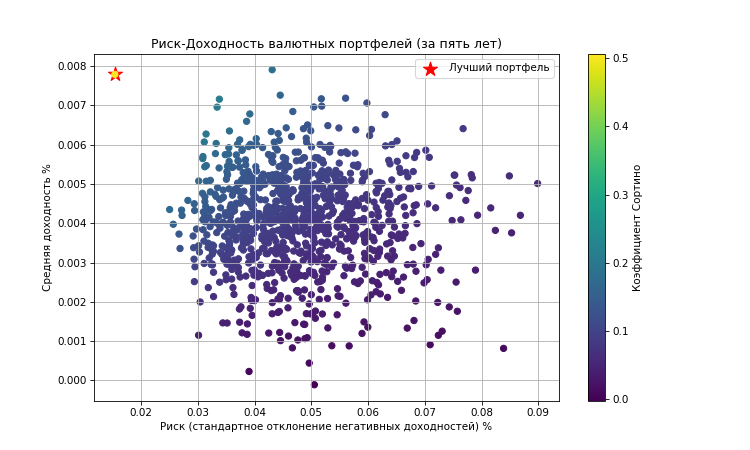 Риск-Доходность валютных портфелей (за пять лет)
Лучший портфель
Средняя доходность %
0.008
0.007
0.006
0.005
0.004
0.003
0.002
0.001
0.000
0.02 0.03 0.04 0.05 0.06 0.07 0.08 0.09
Риск (стандартное отклонение негативных доходностей) %
0.5
0.4
0.3
0.2
0.1
0.0
Коэффициент Сортино